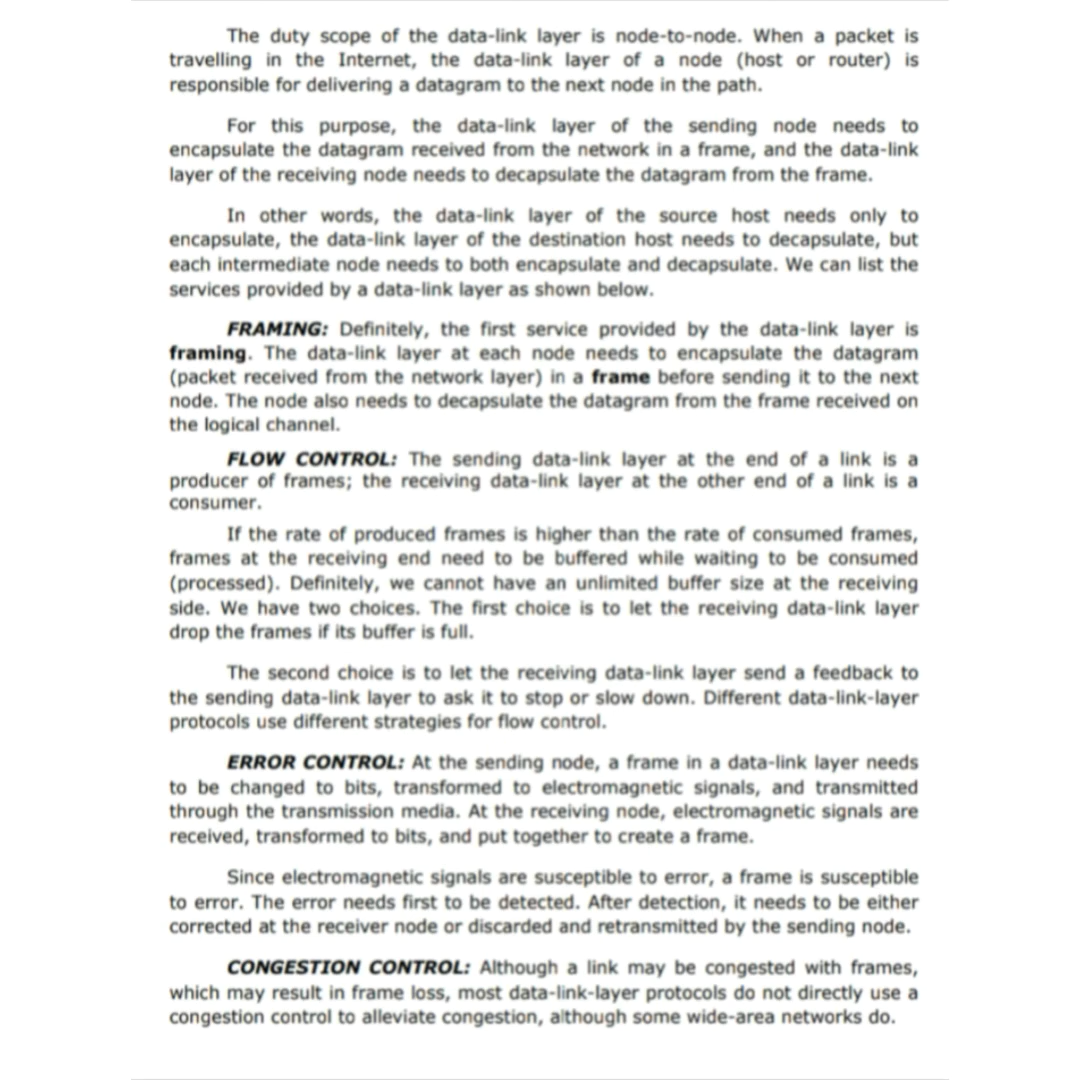 The duty scope of the data-link layer is node-to-node. When a packet is
travelling in the Internet, the data-link layer of a node (host or router) is
responsible for delivering a datagram to the next node in the path.
For this purpose, the data-link layer of the sending node needs to
encapsulate the datagram received from the network in a frame, and the data-link
layer of the receiving node needs to decapsulate the datagram from the frame.
In other words, the data-link layer of the source host needs only to
encapsulate, the data-link layer of the destination host needs to decapsulate, but
each intermediate node needs to both encapsulate and decapsulate. We can list the
services provided by a data-link layer as shown below.
FRAMING: Definitely, the first service provided by the data-link layer is
framing. The data-link layer at each node needs to encapsulate the datagram
(packet received from the network layer) in a frame before sending it to the next
node. The node also needs to decapsulate the datagram from the frame received on
the logical channel.
FLOW CONTROL: The sending data-link layer at the end of a link is a
producer of frames; the receiving data-link layer at the other end of a link is a
consumer.
If the rate of produced frames is higher than the rate of consumed frames,
frames at the receiving end need to be buffered while waiting to be consumed
(processed). Definitely, we cannot have an unlimited buffer size at the receiving
side. We have two choices. The first choice is to let the receiving data-link layer
drop the frames if its buffer is full.
The second choice is to let the receiving data-link layer send a feedback to
the sending data-link layer to ask it to stop or slow down. Different data-link-layer
protocols use different strategies for flow control.
ERROR CONTROL: At the sending node, a frame in a data-link layer needs
to be changed to bits, transformed to electromagnetic signals, and transmitted
through the transmission media. At the receiving node, electromagnetic signals are
received, transformed to bits, and put together to create a frame.
Since electromagnetic signals are susceptible to error, a frame is susceptible
to error. The error needs first to be detected. After detection, it needs to be either
corrected at the receiver node or discarded and retransmitted by the sending node.
CONGESTION CONTROL: Although a link may be congested with frames,
which may result in frame loss, most data-link-layer protocols do not directly use a
congestion control to alleviate congestion, although some wide-area networks do.